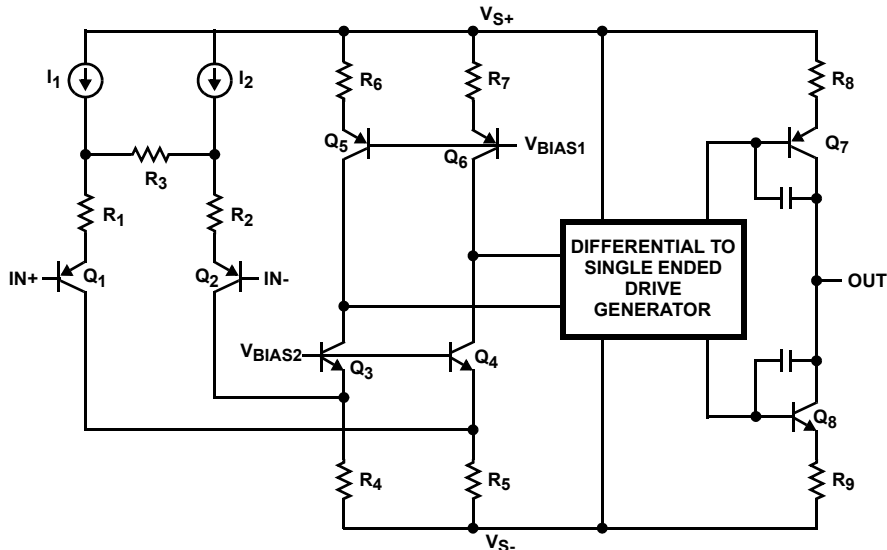 VS+
I1
I2
R6
R7
R8
Q5
Q6
VBIAS1
Q7
R3
R1
R2
DIFFERENTIAL TO
SINGLE ENDED
DRIVE
GENERATOR
IN+
Q1
Q2
IN-
OUT
VBIAS2
Q3
Q4
Q8
R4
R5
R9
VS-